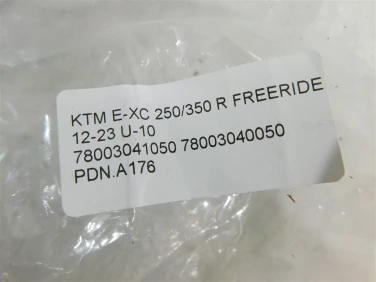 KTM E-XC 250/350 R FREERIDE
12-23 U-10
78003041050 78003040050
PDN.A176